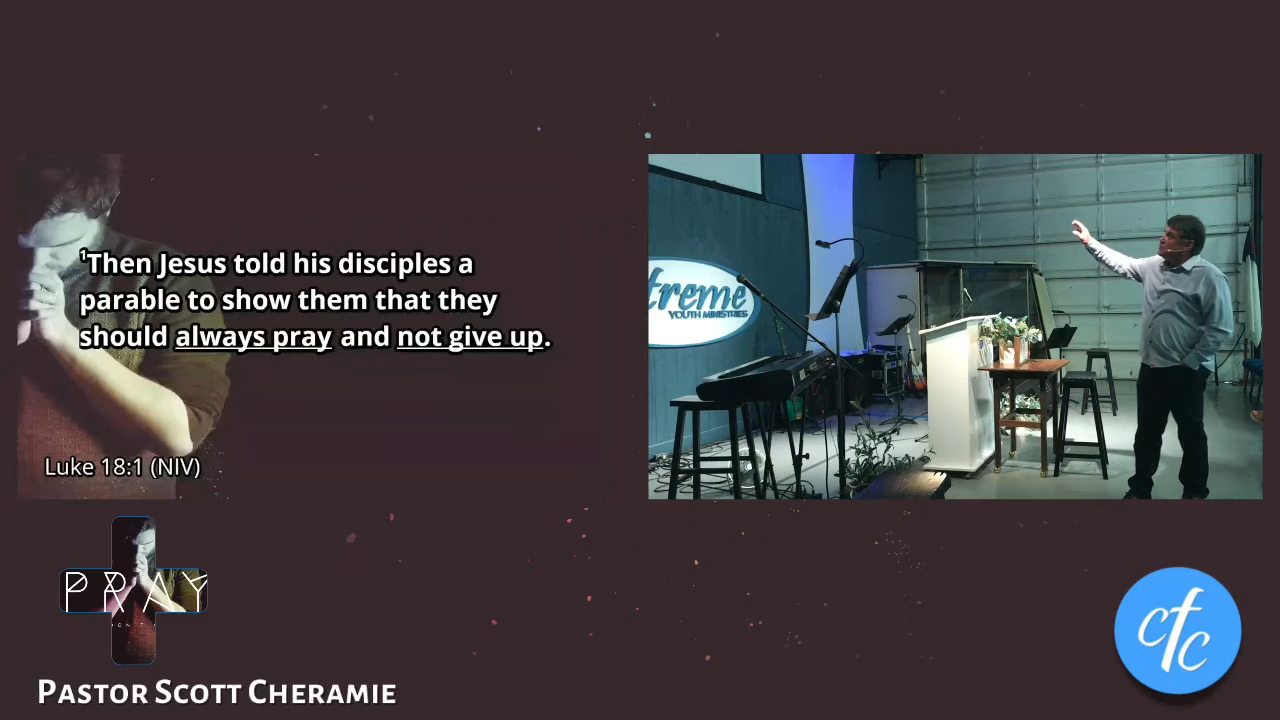 ¹Then Jesus told his disciples a
parable to show them that they
should always pray and not give up.
Luke 18:1 (NIV)
treme
YOUTH MINISTRIES
PRAY
PASTOR SCOTT CHERAMIE
cfc